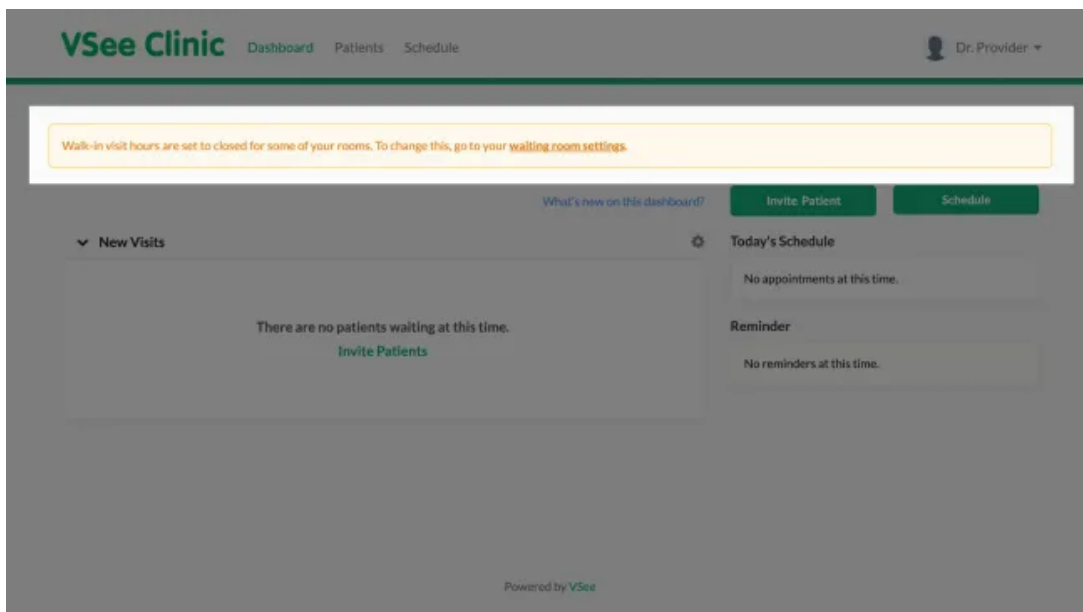 VSee Clinic Dashboard Patients Schedule Dr. Provider
Walk-in visit hours are set to closed for some of your rooms. To change this, go to your waiting room settings.
What's new on this dashboard? Invite Patient Schedule
New Visits Today's Schedule
No appointments at this time.
There are no patients waiting at this time. Reminder
Invite Patients
No reminders at this time.
Powered by VSee